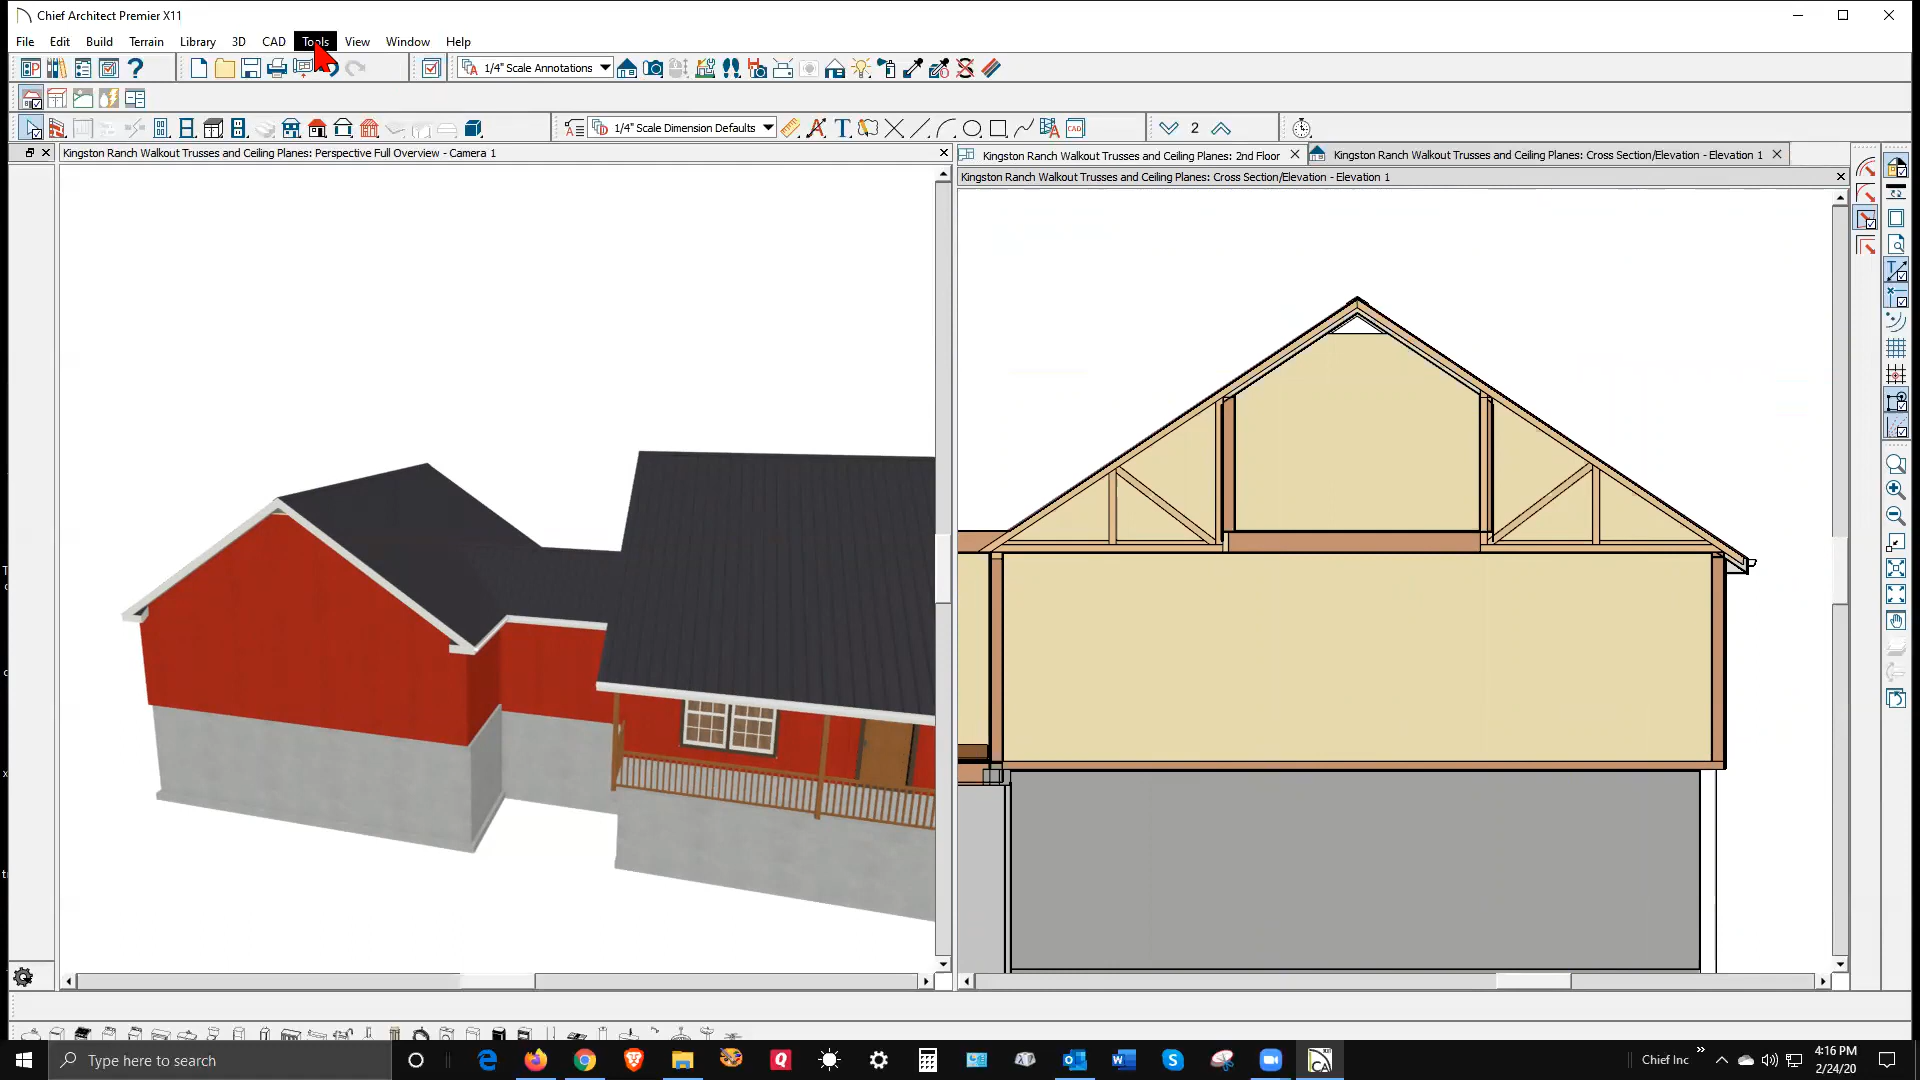 Chief Architect Premier X11
File Edit Build Terrain Library 3D CAD Tools View Window Help
1/4" Scale Annotations
1/4" Scale Dimension Defaults
2
Kingston Ranch Walkout Trusses and Ceiling Planes: Perspective Full Overview - Camera 1
Kingston Ranch Walkout Trusses and Ceiling Planes: 2nd Floor
Kingston Ranch Walkout Trusses and Ceiling Planes: Cross Section/Elevation - Elevation 1
Kingston Ranch Walkout Trusses and Ceiling Planes: Cross Section/Elevation - Elevation 1
Type here to search
Chief Inc
4:16 PM
2/24/20